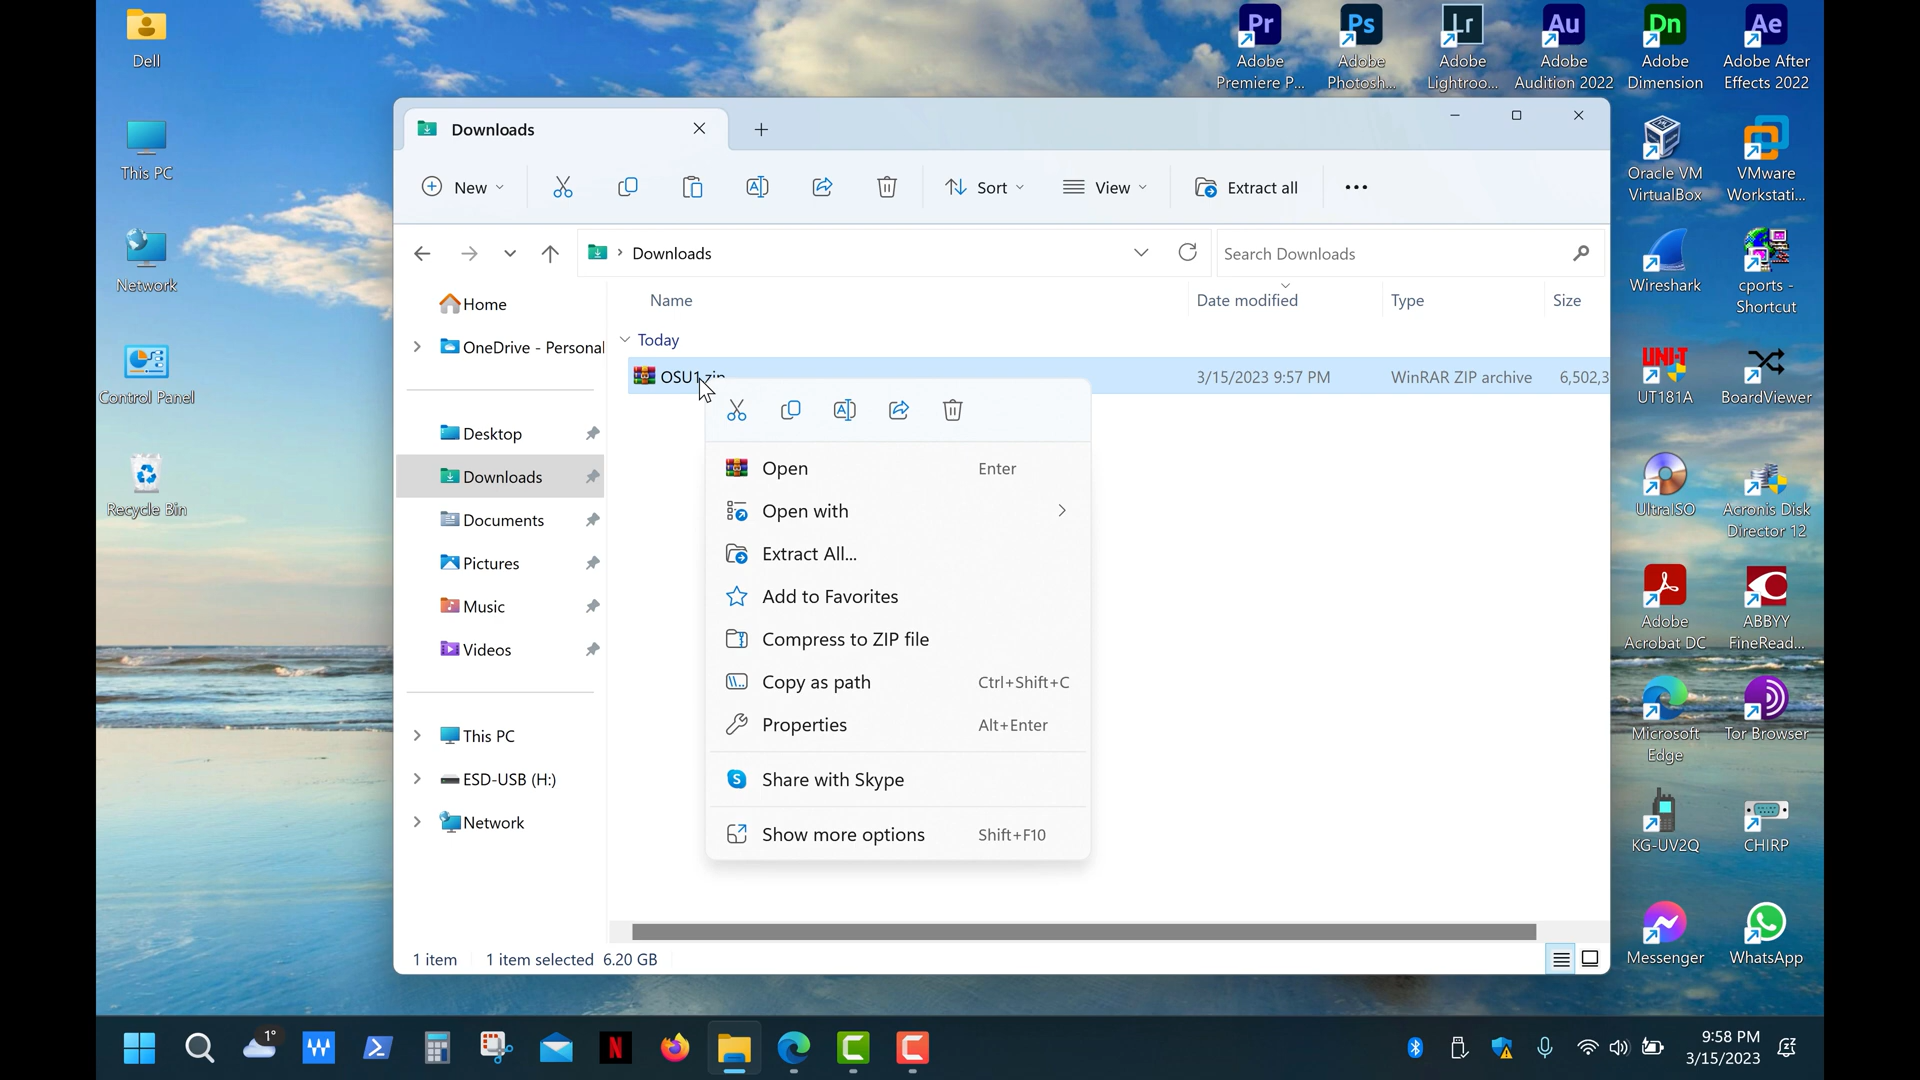 Dell
This PC
Network
Control Panel
Recycle Bin
Pr
Adobe
Premiere P...
Ps
Adobe
Photosh...
Lr
Adobe
Lightroo...
Au
Adobe
Audition 2022
Dn
Adobe
Dimension
Ae
Adobe After
Effects 2022
Downloads
New
Sort
View
Extract all
Downloads
Search Downloads
Home
OneDrive - Personal
Desktop
Downloads
Documents
Pictures
Music
Videos
This PC
ESD-USB (H:)
Network
Name
Date modified
Type
Size
Today
OSU1.zip
3/15/2023 9:57 PM
WinRAR ZIP archive
6,502,3
Open
Enter
Open with
Extract All...
Add to Favorites
Compress to ZIP file
Copy as path
Ctrl+Shift+C
Properties
Alt+Enter
Share with Skype
Show more options
Shift+F10
1 item
1 item selected 6.20 GB
Oracle VM
VirtualBox
VMware
Workstati...
Wireshark
cports -
Shortcut
UNI-T
UT181A
BoardViewer
UltraISO
Acronis Disk
Director 12
Adobe
Acrobat DC
ABBYY
FineRead...
Microsoft
Edge
Tor Browser
KG-UV2Q
CHIRP
Messenger
WhatsApp
1°
9:58 PM
3/15/2023